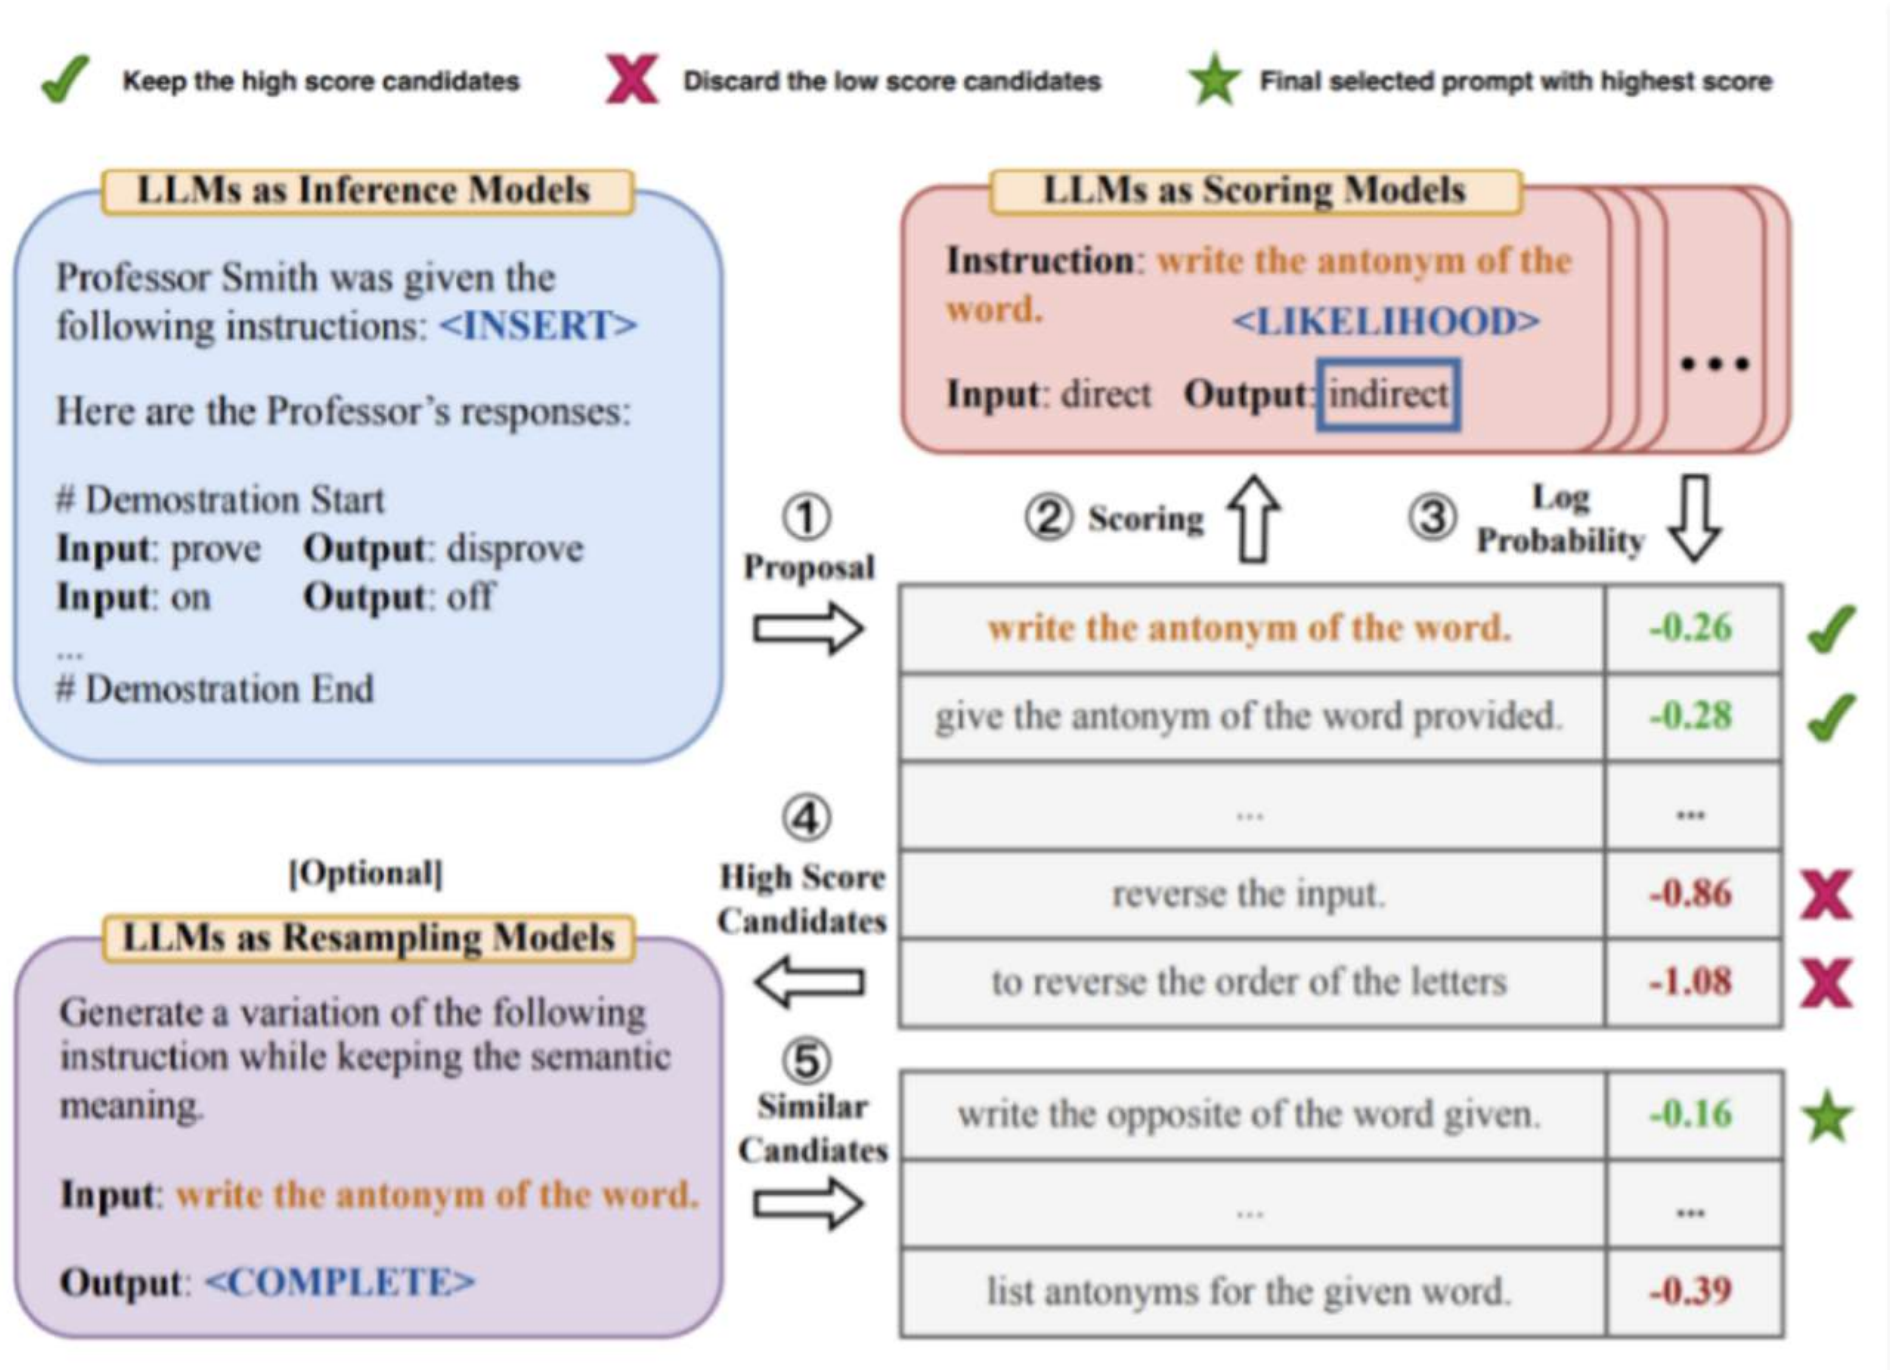 Keep the high score candidates
Discard the low score candidates
Final selected prompt with highest score
LLMs as Inference Models
Professor Smith was given the
following instructions: <INSERT>
Here are the Professor's responses:
# Demostration Start
Input: prove Output: disprove
Input: on Output: off
...
# Demostration End
① Proposal
LLMs as Scoring Models
Instruction: write the antonym of the
word.
<LIKELIHOOD>
Input: direct Output: indirect
...
② Scoring
③ Log
Probability
write the antonym of the word. -0.26
give the antonym of the word provided. -0.28
... ...
reverse the input. -0.86
to reverse the order of the letters -1.08
④
High Score
Candidates
[Optional]
LLMs as Resampling Models
Generate a variation of the following
instruction while keeping the semantic
meaning.
Input: write the antonym of the word.
Output: <COMPLETE>
⑤
Similar
Candiates
write the opposite of the word given. -0.16
... ...
list antonyms for the given word. -0.39